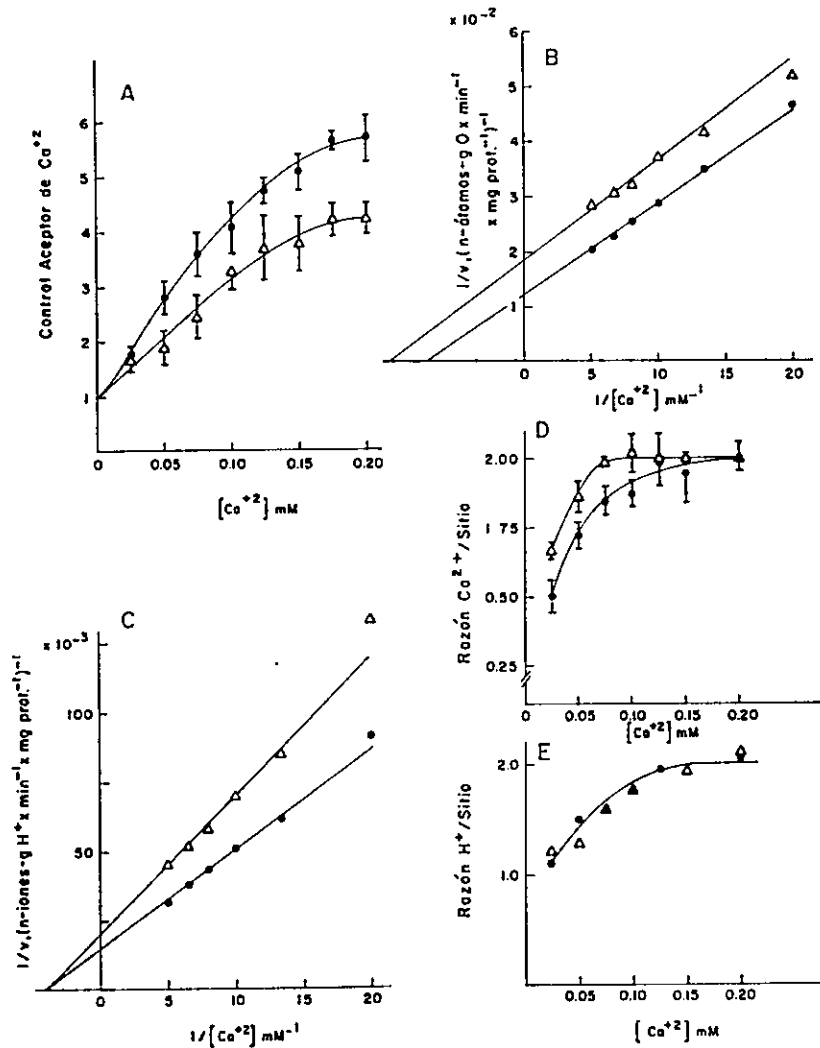 A
Control Aceptor de Ca+2
6
5
4
3
2
1
0 0.05 0.10 0.15 0.20
[Ca+2] mM
B
x 10-2
1/v,(n-átomos-g O x min-1
x mg prot.-1)-1
6
5
4
3
2
1
0 5 10 15 20
1/[Ca+2] mM-1
C
x 10-3
1/v,(n-iones-g H+ x min-1 x mg prot.-1)-1
100
50
0 5 10 15 20
1/[Ca+2] mM-1
D
Razón Ca2+/Sitio
2.00
1 75
0.50
0.25
0 0.05 0.10 0.15 0.20
[Ca+2] mM
E
Razón H+/Sitio
2.0
1.0
0.05 0.10 0.15 0.20
[Ca+2] mM